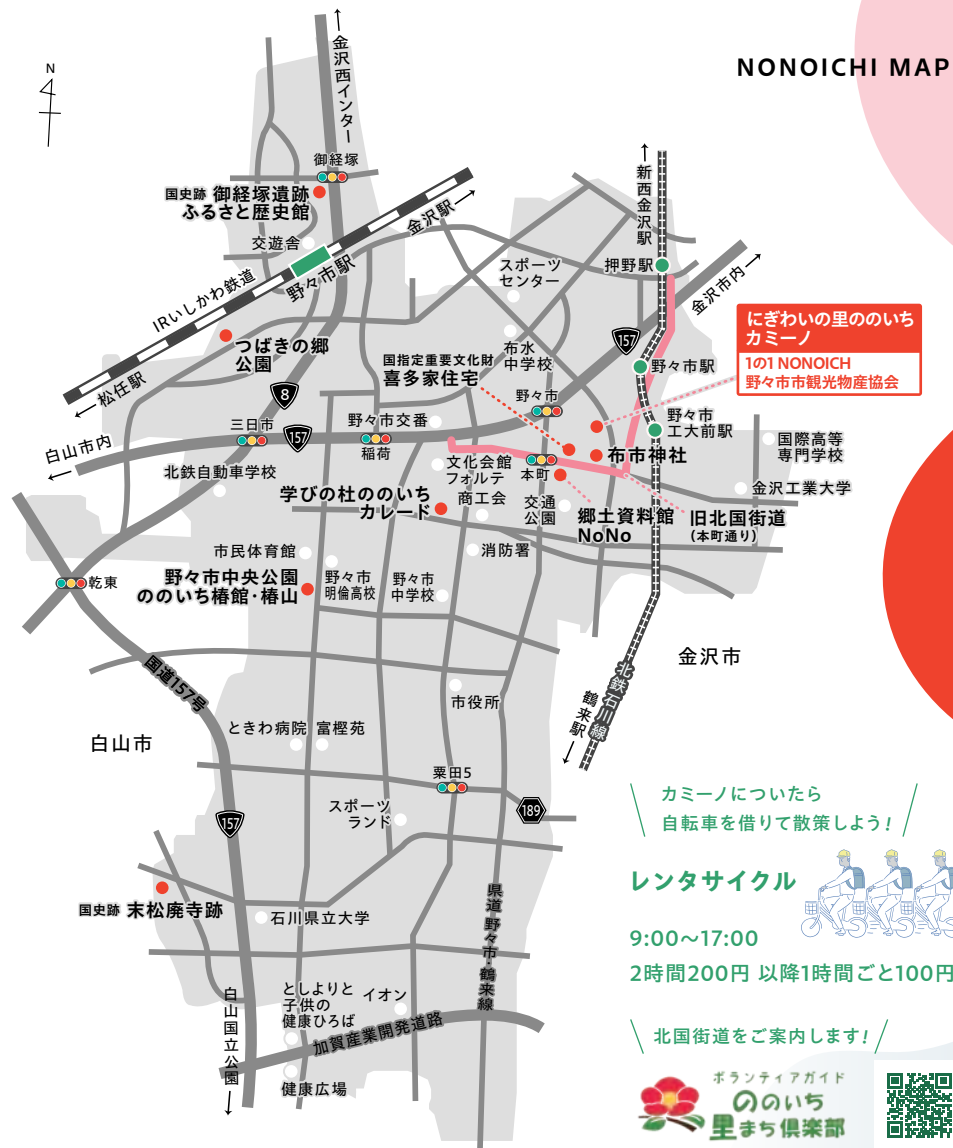 NONOICHI MAP
N
金沢西インター
御経塚
国史跡 御経塚遺跡
ふるさと歴史館
交遊舎
金沢駅
野々市駅
IRいしかわ鉄道
松任駅
新西金沢駅
押野駅
金沢市内
スポーツ
センター
157
にぎわいの里ののいち
カミーノ
1の1 NONOICH
野々市市観光物産協会
つばきの郷
公園
布水
中学校
国指定重要文化財
喜多家住宅
野々市駅
8
野々市
野々市
工大前駅
三日市
157
野々市交番
稲荷
白山市内
国際高等
専門学校
北鉄自動車学校
文化会館
フォルテ
本町
布市神社
金沢工業大学
学びの杜ののいち
カレード
商工会
交通
公園
郷土資料館
NoNo
旧北国街道
(本町通り)
市民体育館
消防署
乾東
野々市中央公園
ののいち椿館・椿山
野々市
明倫高校
野々市
中学校
金沢市
国道157号
北鉄石川線
鶴来駅
市役所
白山市
ときわ病院
富樫苑
粟田5
スポーツ
ランド
189
157
カミーノについたら
自転車を借りて散策しよう!
レンタサイクル
9:00〜17:00
2時間200円 以降1時間ごと100円
国史跡 末松廃寺跡
石川県立大学
県道 野々市・鶴来線
としよりと
子供の
健康ひろば
イオン
加賀産業開発道路
白山国立公園
健康広場
北国街道をご案内します!
ボランティアガイド
ののいち
里まち倶楽部